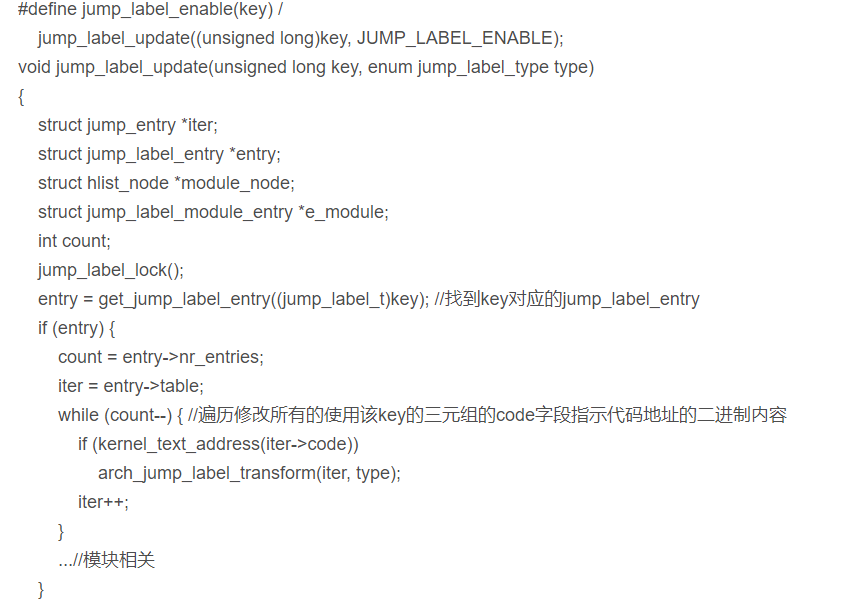 #define jump_label_enable(key) /
jump_label_update((unsigned long)key, JUMP_LABEL_ENABLE);
void jump_label_update(unsigned long key, enum jump_label_type type)
{
struct jump_entry *iter;
struct jump_label_entry *entry;
struct hlist_node *module_node;
struct jump_label_module_entry *e_module;
int count;
jump_label_lock();
entry = get_jump_label_entry((jump_label_t)key); //找到key对应的jump_label_entry
if (entry) {
count = entry->nr_entries;
iter = entry->table;
while (count--) { //遍历修改所有的使用该key的三元组的code字段指示代码地址的二进制内容
if (kernel_text_address(iter->code))
arch_jump_label_transform(iter, type);
iter++;
}
...//模块相关
}